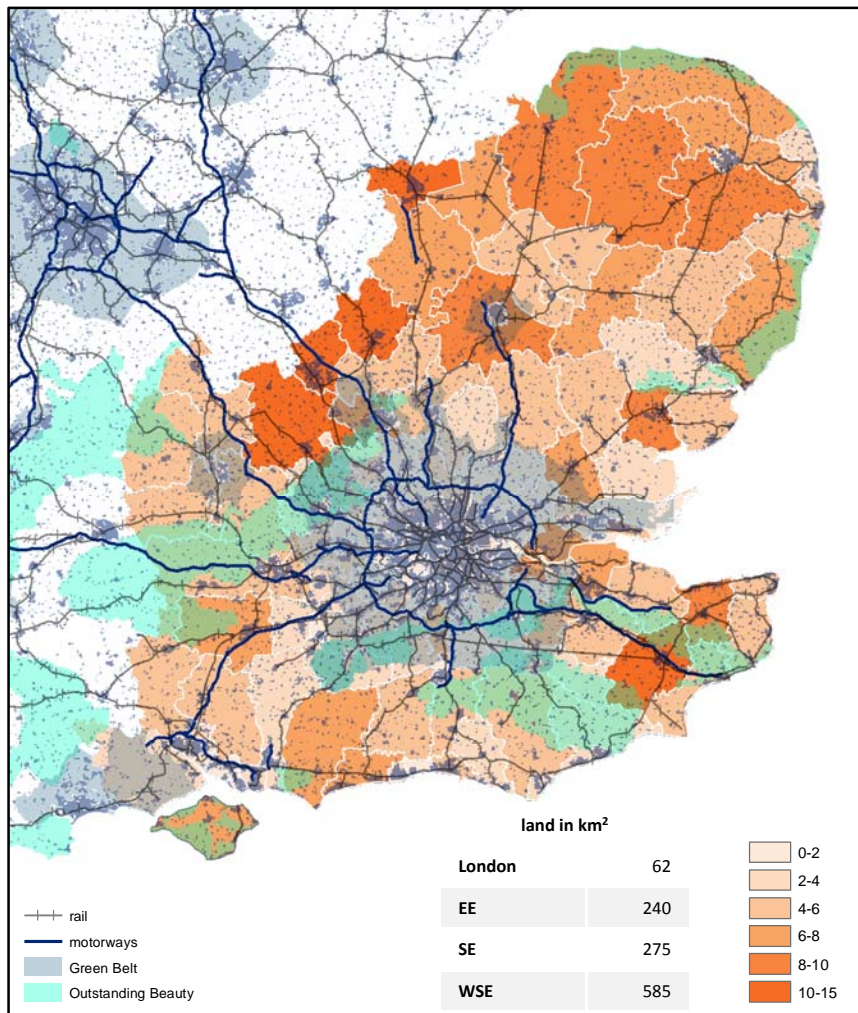 land in km²
London 62
EE 240
SE 275
WSE 585
rail
motorways
Green Belt
Outstanding Beauty
0-2
2-4
4-6
6-8
8-10
10-15